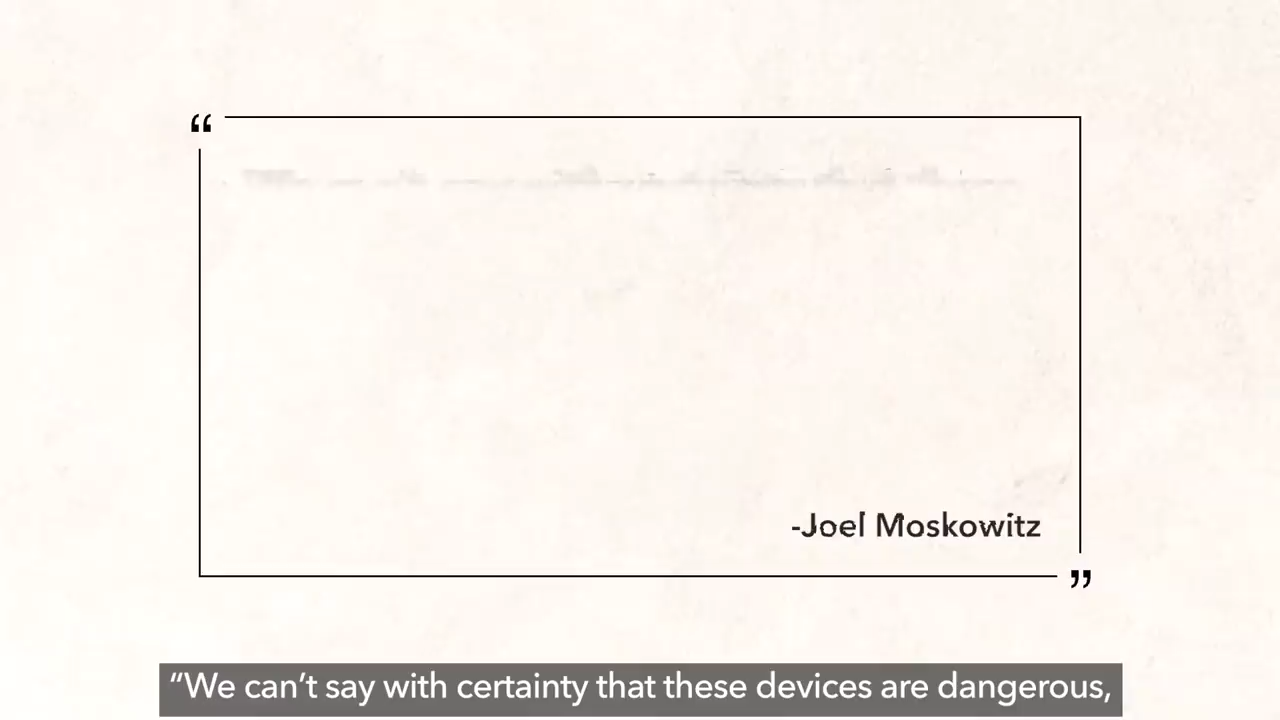 “
-Joel Moskowitz
”
“We can’t say with certainty that these devices are dangerous,